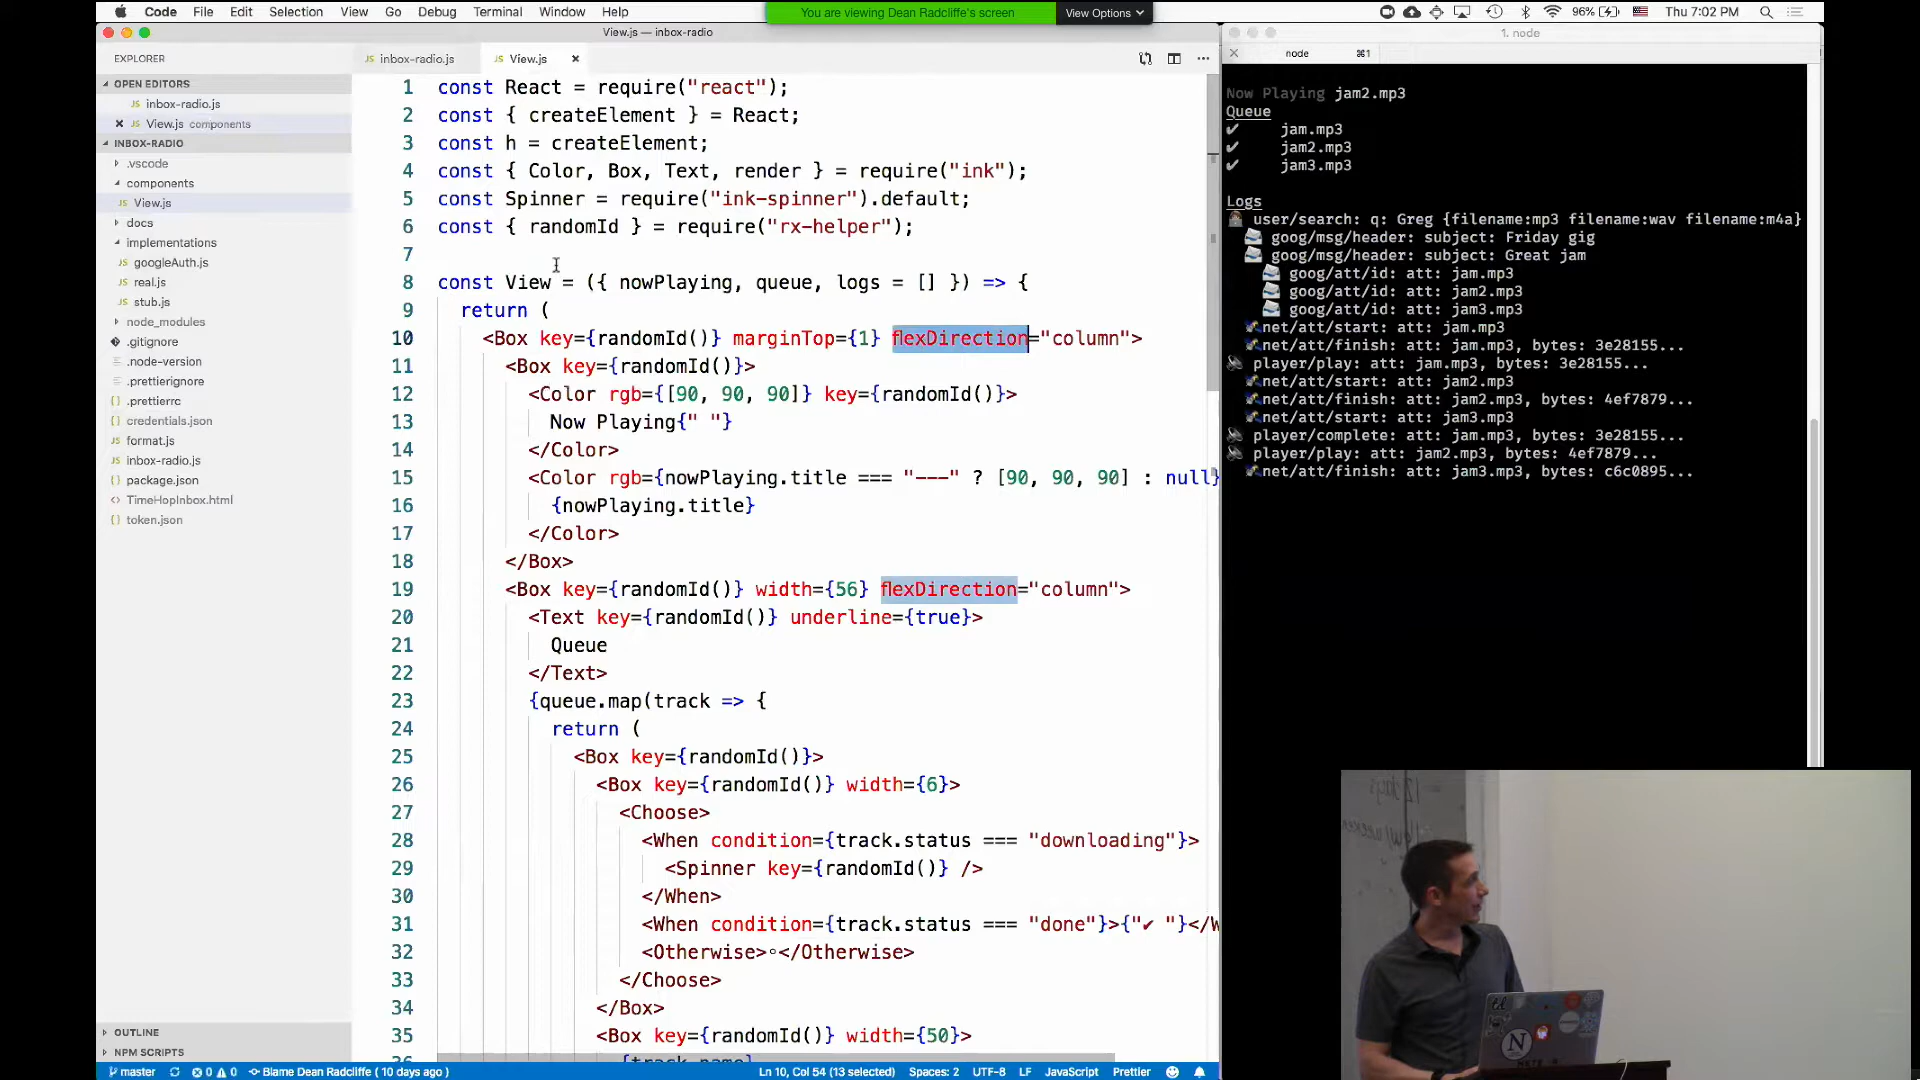 Code File Edit Selection View Go Debug Terminal Window Help
You are viewing Dean Radcliffe's screen View Options
96% Thu 7:02 PM
View.js — inbox-radio
1. node
EXPLORER
inbox-radio.js
View.js
node ⌘1
OPEN EDITORS
inbox-radio.js
View.js components
INBOX-RADIO
.vscode
components
View.js
docs
implementations
googleAuth.js
real.js
stub.js
node_modules
.gitignore
.node-version
.prettierignore
.prettierrc
credentials.json
format.js
inbox-radio.js
package.json
TimeHopInbox.html
token.json
OUTLINE
NPM SCRIPTS
1 const React = require("react");
2 const { createElement } = React;
3 const h = createElement;
4 const { Color, Box, Text, render } = require("ink");
5 const Spinner = require("ink-spinner").default;
6 const { randomId } = require("rx-helper");
7
8 const View = ({ nowPlaying, queue, logs = [] }) => {
9 return (
10 <Box key={randomId()} marginTop={1} flexDirection="column">
11 <Box key={randomId()}>
12 <Color rgb={[90, 90, 90]} key={randomId()}>
13 Now Playing{" "}
14 </Color>
15 <Color rgb={nowPlaying.title === "---" ? [90, 90, 90] : null}
16 {nowPlaying.title}
17 </Color>
18 </Box>
19 <Box key={randomId()} width={56} flexDirection="column">
20 <Text key={randomId()} underline={true}>
21 Queue
22 </Text>
23 {queue.map(track => {
24 return (
25 <Box key={randomId()}>
26 <Box key={randomId()} width={6}>
27 <Choose>
28 <When condition={track.status === "downloading"}>
29 <Spinner key={randomId()} />
30 </When>
31 <When condition={track.status === "done"}>{"✔ "}</W
32 <Otherwise>◦</Otherwise>
33 </Choose>
34 </Box>
35 <Box key={randomId()} width={50}>
36 {track.name}
Now Playing jam2.mp3
Queue
✔ jam.mp3
✔ jam2.mp3
✔ jam3.mp3
Logs
user/search: q: Greg {filename:mp3 filename:wav filename:m4a}
goog/msg/header: subject: Friday gig
goog/msg/header: subject: Great jam
goog/att/id: att: jam.mp3
goog/att/id: att: jam2.mp3
goog/att/id: att: jam3.mp3
net/att/start: att: jam.mp3
net/att/finish: att: jam.mp3, bytes: 3e28155...
player/play: att: jam.mp3, bytes: 3e28155...
net/att/start: att: jam2.mp3
net/att/finish: att: jam2.mp3, bytes: 4ef7879...
net/att/start: att: jam3.mp3
player/complete: att: jam.mp3, bytes: 3e28155...
player/play: att: jam2.mp3, bytes: 4ef7879...
net/att/finish: att: jam3.mp3, bytes: c6c0895...
master 0 0 Blame Dean Radcliffe ( 10 days ago ) Ln 10, Col 54 (13 selected) Spaces: 2 UTF-8 LF JavaScript Prettier